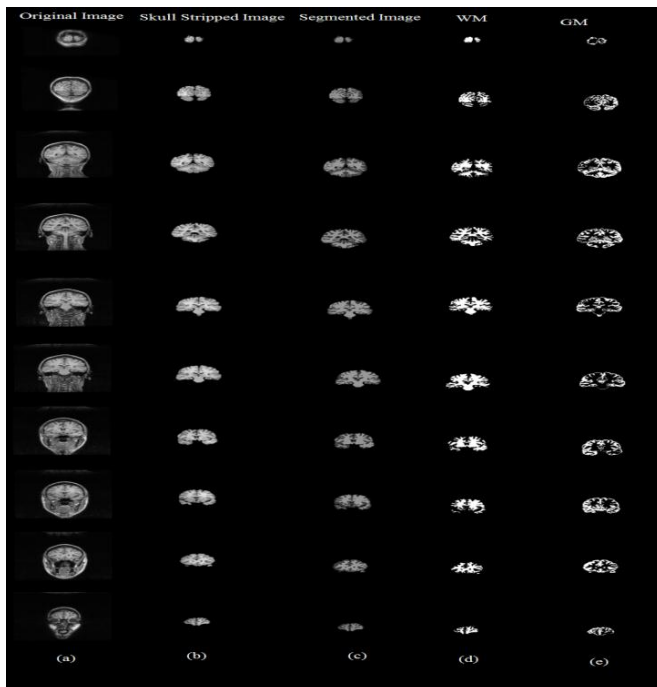 Original Image Skull Stripped Image Segmented Image WM GM
(a) (b) (c) (d) (e)